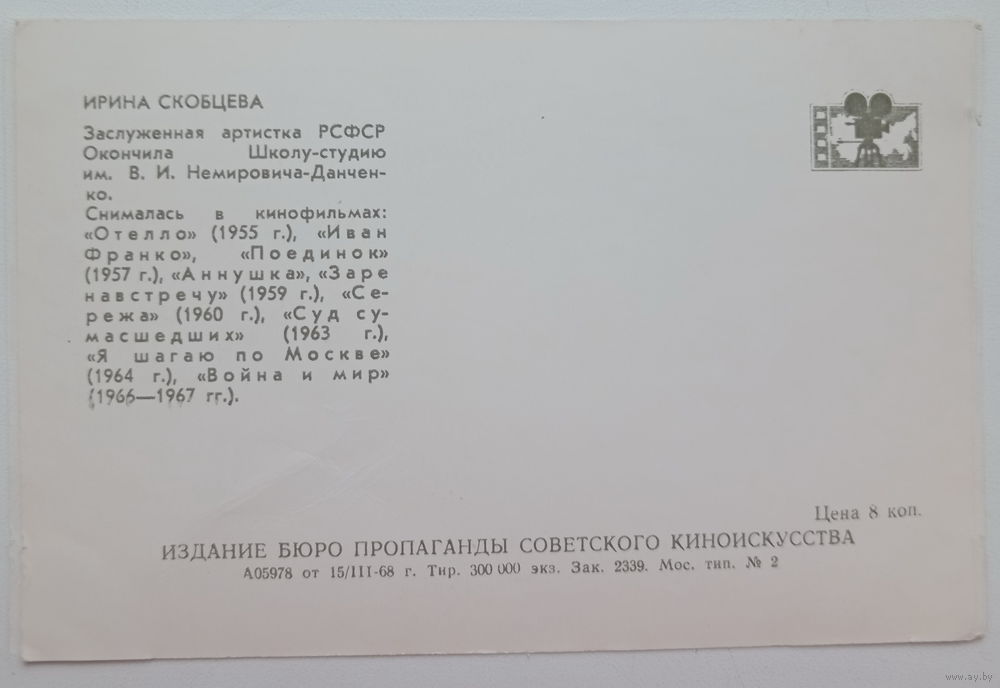 ИРИНА СКОБЦЕВА
Заслуженная артистка РСФСР
Окончила Школу-студию
им. В. И. Немировича-Данчен-
ко.
Снималась в кинофильмах:
«Отелло» (1955 г.), «Иван
Франко», «Поединок»
(1957 г.), «Аннушка», «Заре
навстречу» (1959 г.), «Се-
режа» (1960 г.), «Суд су-
масшедших» (1963 г.),
«Я шагаю по Москве»
(1964 г.), «Война и мир»
(1966—1967 гг.).
Цена 8 коп.
ИЗДАНИЕ БЮРО ПРОПАГАНДЫ СОВЕТСКОГО КИНОИСКУССТВА
А05978 от 15/III-68 г. Тир. 300 000 экз. Зак. 2339. Мос. тип. № 2
www.ay.by